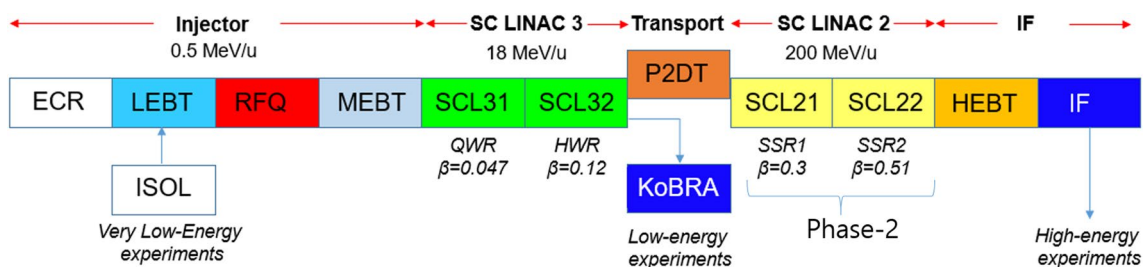 Injector
SC LINAC 3
Transport
SC LINAC 2
IF
0.5 MeV/u
18 MeV/u
200 MeV/u
ECR
LEBT
RFQ
MEBT
SCL31
SCL32
P2DT
SCL21
SCL22
HEBT
IF
QWR
β=0.047
HWR
β=0.12
SSR1
β=0.3
SSR2
β=0.51
ISOL
KoBRA
Phase-2
Very Low-Energy
experiments
Low-energy
experiments
High-energy
experiments